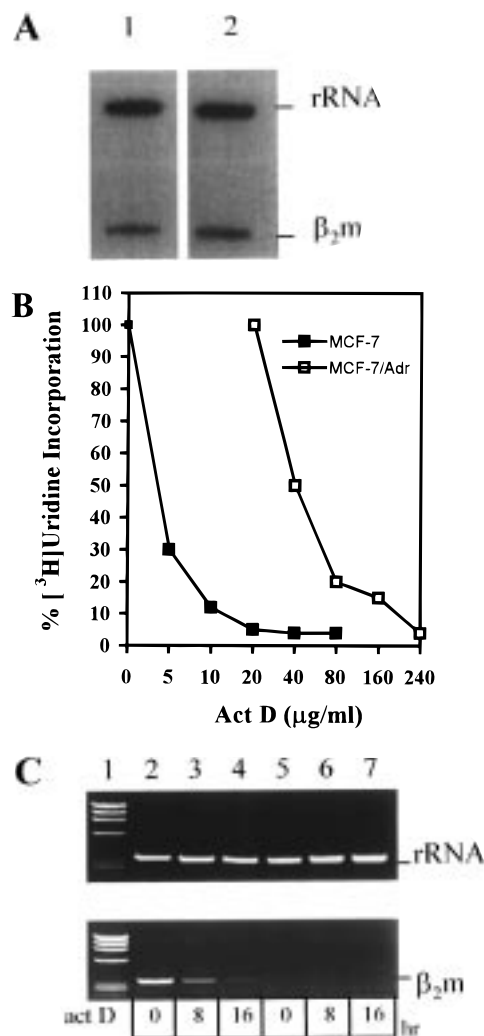 A
1 2
rRNA
β₂m
B
% [³H]Uridine Incorporation
110
100
90
80
70
60
50
40
30
20
10
0
MCF-7
MCF-7/Adr
0 5 10 20 40 80 160 240
Act D (µg/ml)
C
1 2 3 4 5 6 7
rRNA
β₂m
act D 0 8 16 0 8 16 hr